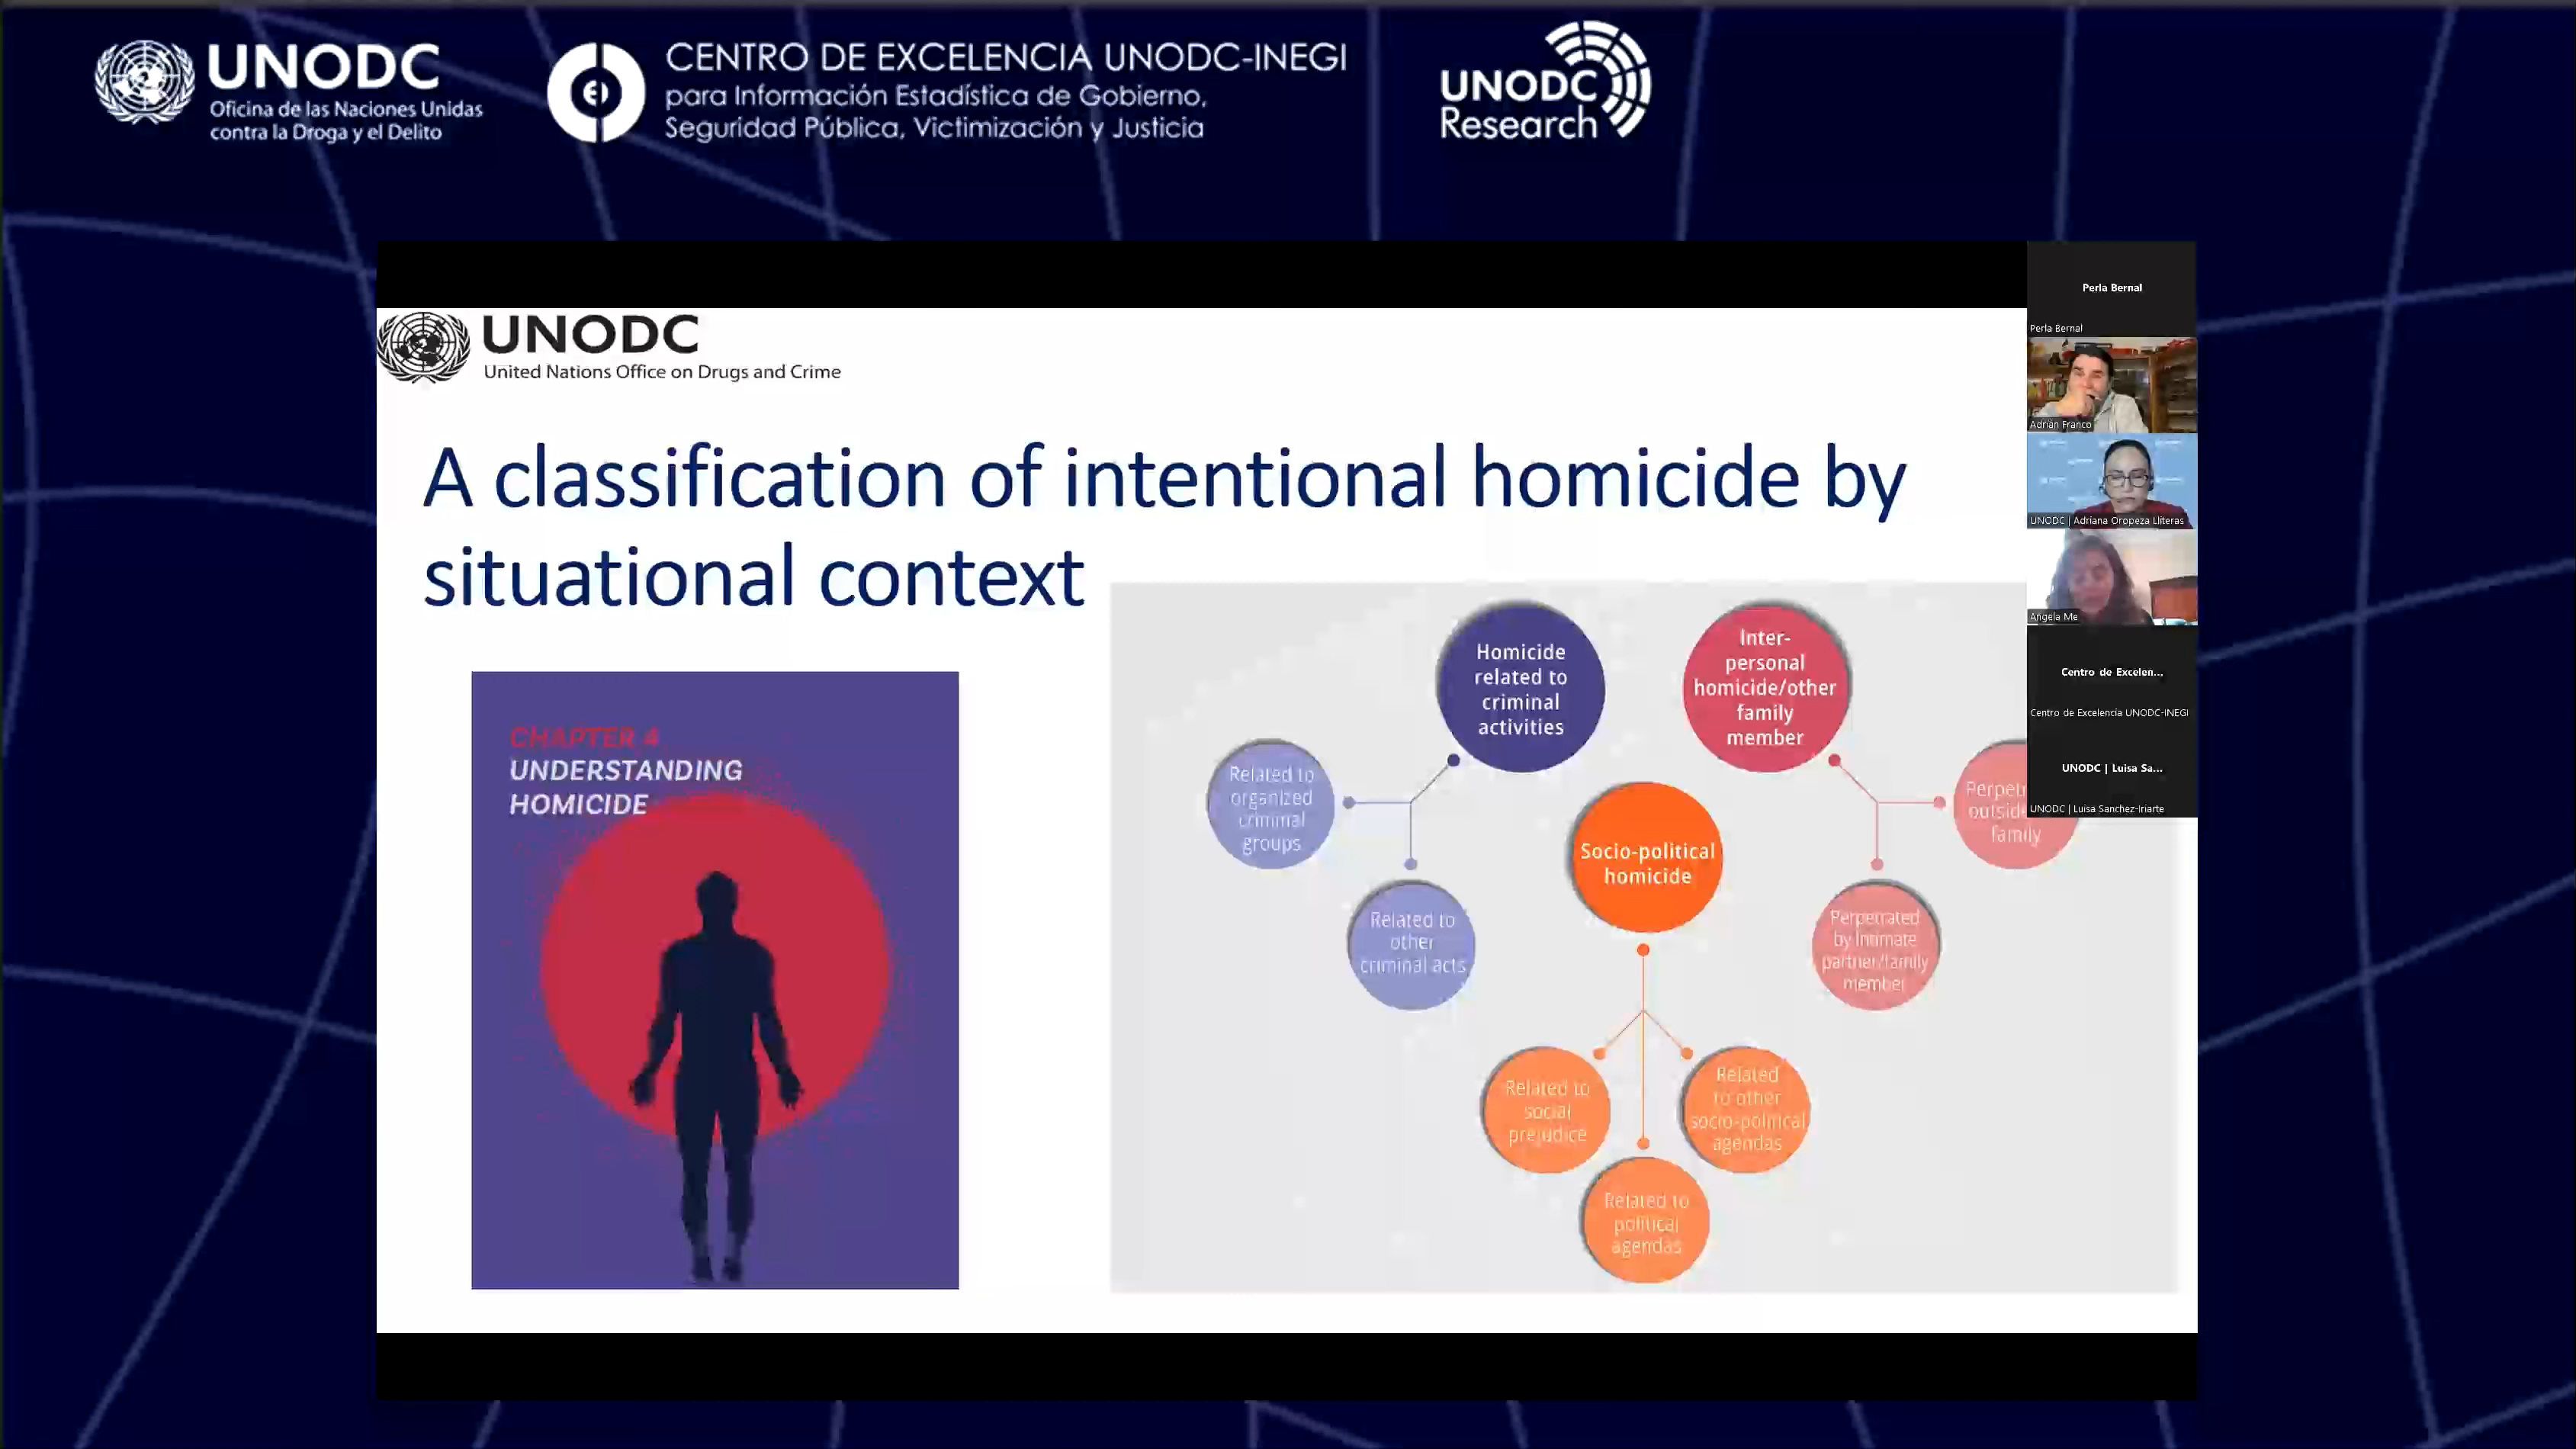 UNODC
Oficina de las Naciones Unidas
contra la Droga y el Delito
CENTRO DE EXCELENCIA UNODC-INEGI
para Información Estadística de Gobierno,
Seguridad Pública, Victimización y Justicia
UNODC
Research
UNODC
United Nations Office on Drugs and Crime
A classification of intentional homicide by
situational context
CHAPTER 4
UNDERSTANDING
HOMICIDE
Homicide
related to
criminal
activities
Related to
organized
criminal
groups
Related to
other
criminal acts
Inter-
personal
homicide/other
family
member
outside
family
Perpetrated
by intimate
partner/family
member
Socio-political
homicide
Related to
social
prejudice
Related
to other
socio-political
agendas
Related to
political
agendas
Perla Bernal
Perla Bernal
Adrián Franco
UNODC | Adriana Oropeza Lliteras
Angela Me
Centro de Excelen...
Centro de Excelencia UNODC-INEGI
UNODC | Luisa Sa...
UNODC | Luisa Sanchez-Iriarte